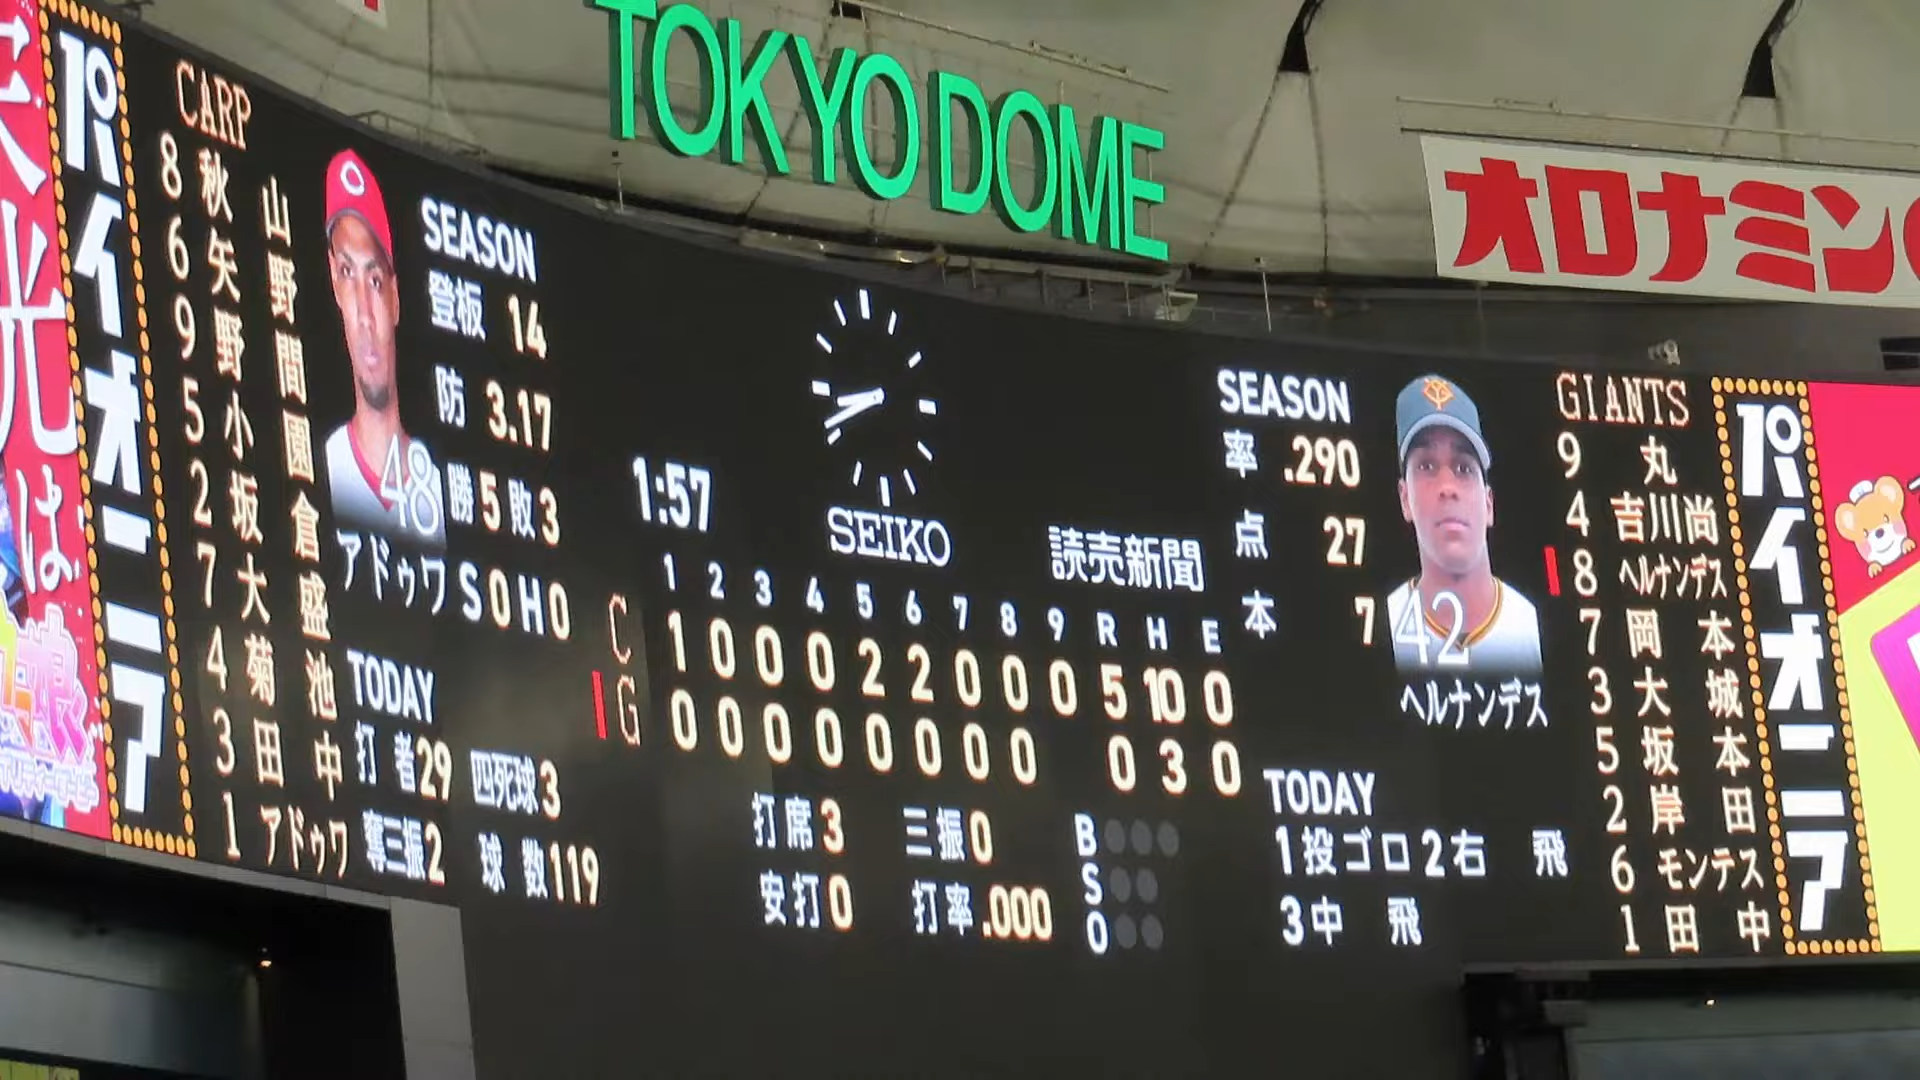 TOKYO DOME
オロナミン
パイオニア
光は
CARP
8 秋山
6 矢野
9 野間
5 小園
2 坂倉
7 大盛
4 菊池
3 田中
1 アドゥワ
SEASON
登板 14
防 3.17
勝5敗3
48
アドゥワ S0H0
TODAY
打者29 四死球3
奪三振2 球数119
1:57
SEIKO
読売新聞
1 2 3 4 5 6 7 8 9 R H E
C 1 0 0 0 2 2 0 0 0 5 10 0
G 0 0 0 0 0 0 0 0 0 3 0
打席3 三振0
安打0 打率.000
B
S
O
SEASON
率 .290
点 27
本 7
42
ヘルナンデス
TODAY
1投ゴロ2右 飛
3中 飛
GIANTS
9 丸
4 吉川尚
8 ヘルナンデス
7 岡本
3 大城
5 坂本
2 岸田
6 モンテス
1 田中
パイオニア